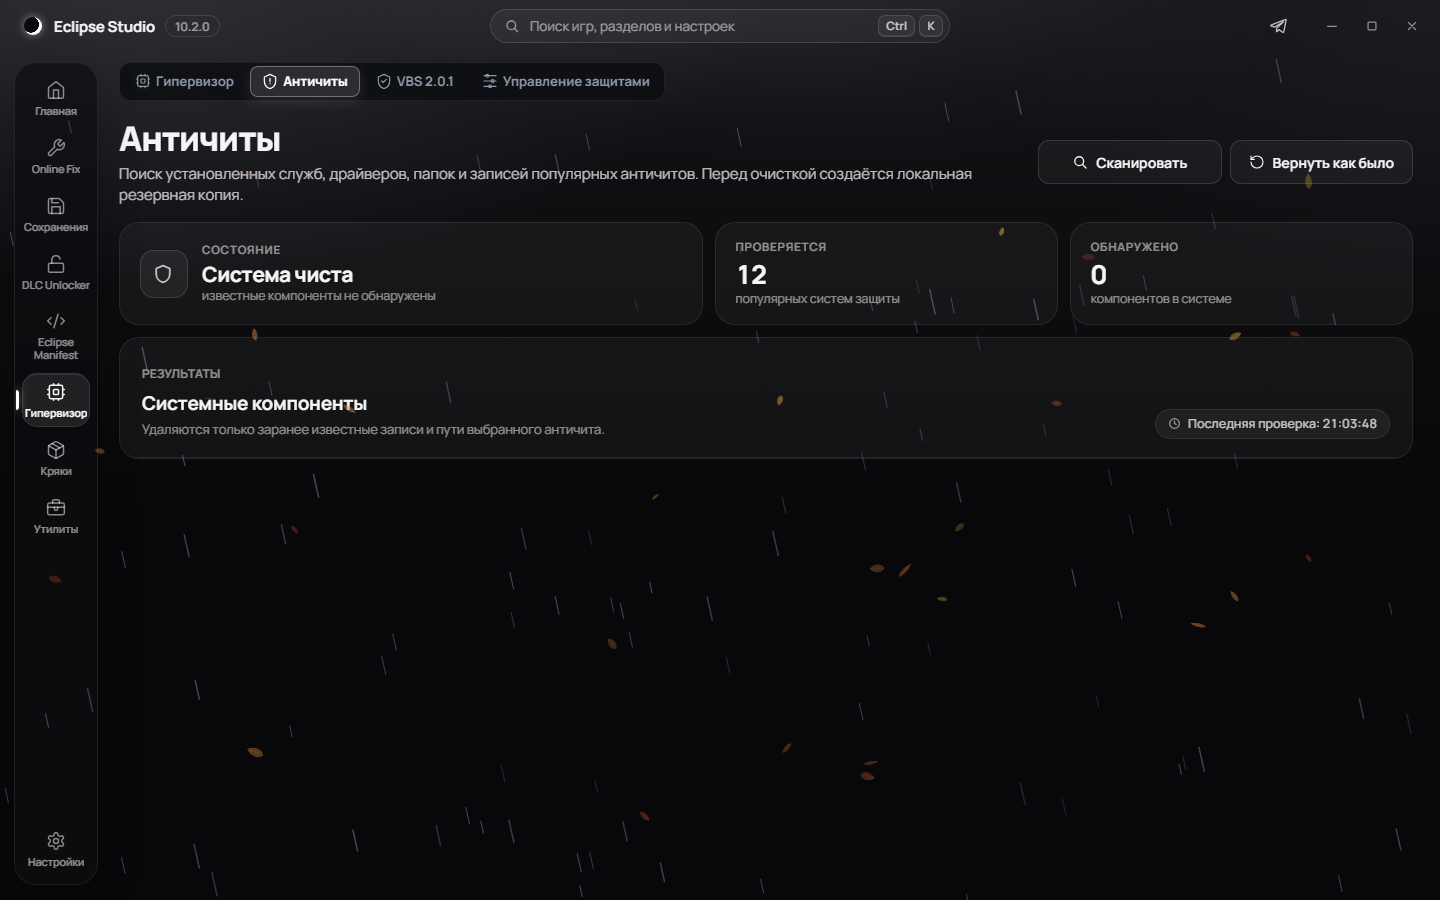 Eclipse Studio 10.2.0
Поиск игр, разделов и настроек Ctrl K
Главная
Online Fix
Сохранения
DLC Unlocker
Eclipse
Manifest
Гипервизор
Кряки
Утилиты
Настройки
Гипервизор Античиты VBS 2.0.1 Управление защитами
Античиты
Поиск установленных служб, драйверов, папок и записей популярных античитов. Перед очисткой создаётся локальная
резервная копия.
Сканировать Вернуть как было
СОСТОЯНИЕ
Система чиста
известные компоненты не обнаружены
ПРОВЕРЯЕТСЯ
12
популярных систем защиты
ОБНАРУЖЕНО
0
компонентов в системе
РЕЗУЛЬТАТЫ
Системные компоненты
Удаляются только заранее известные записи и пути выбранного античита.
Последняя проверка: 21:03:48